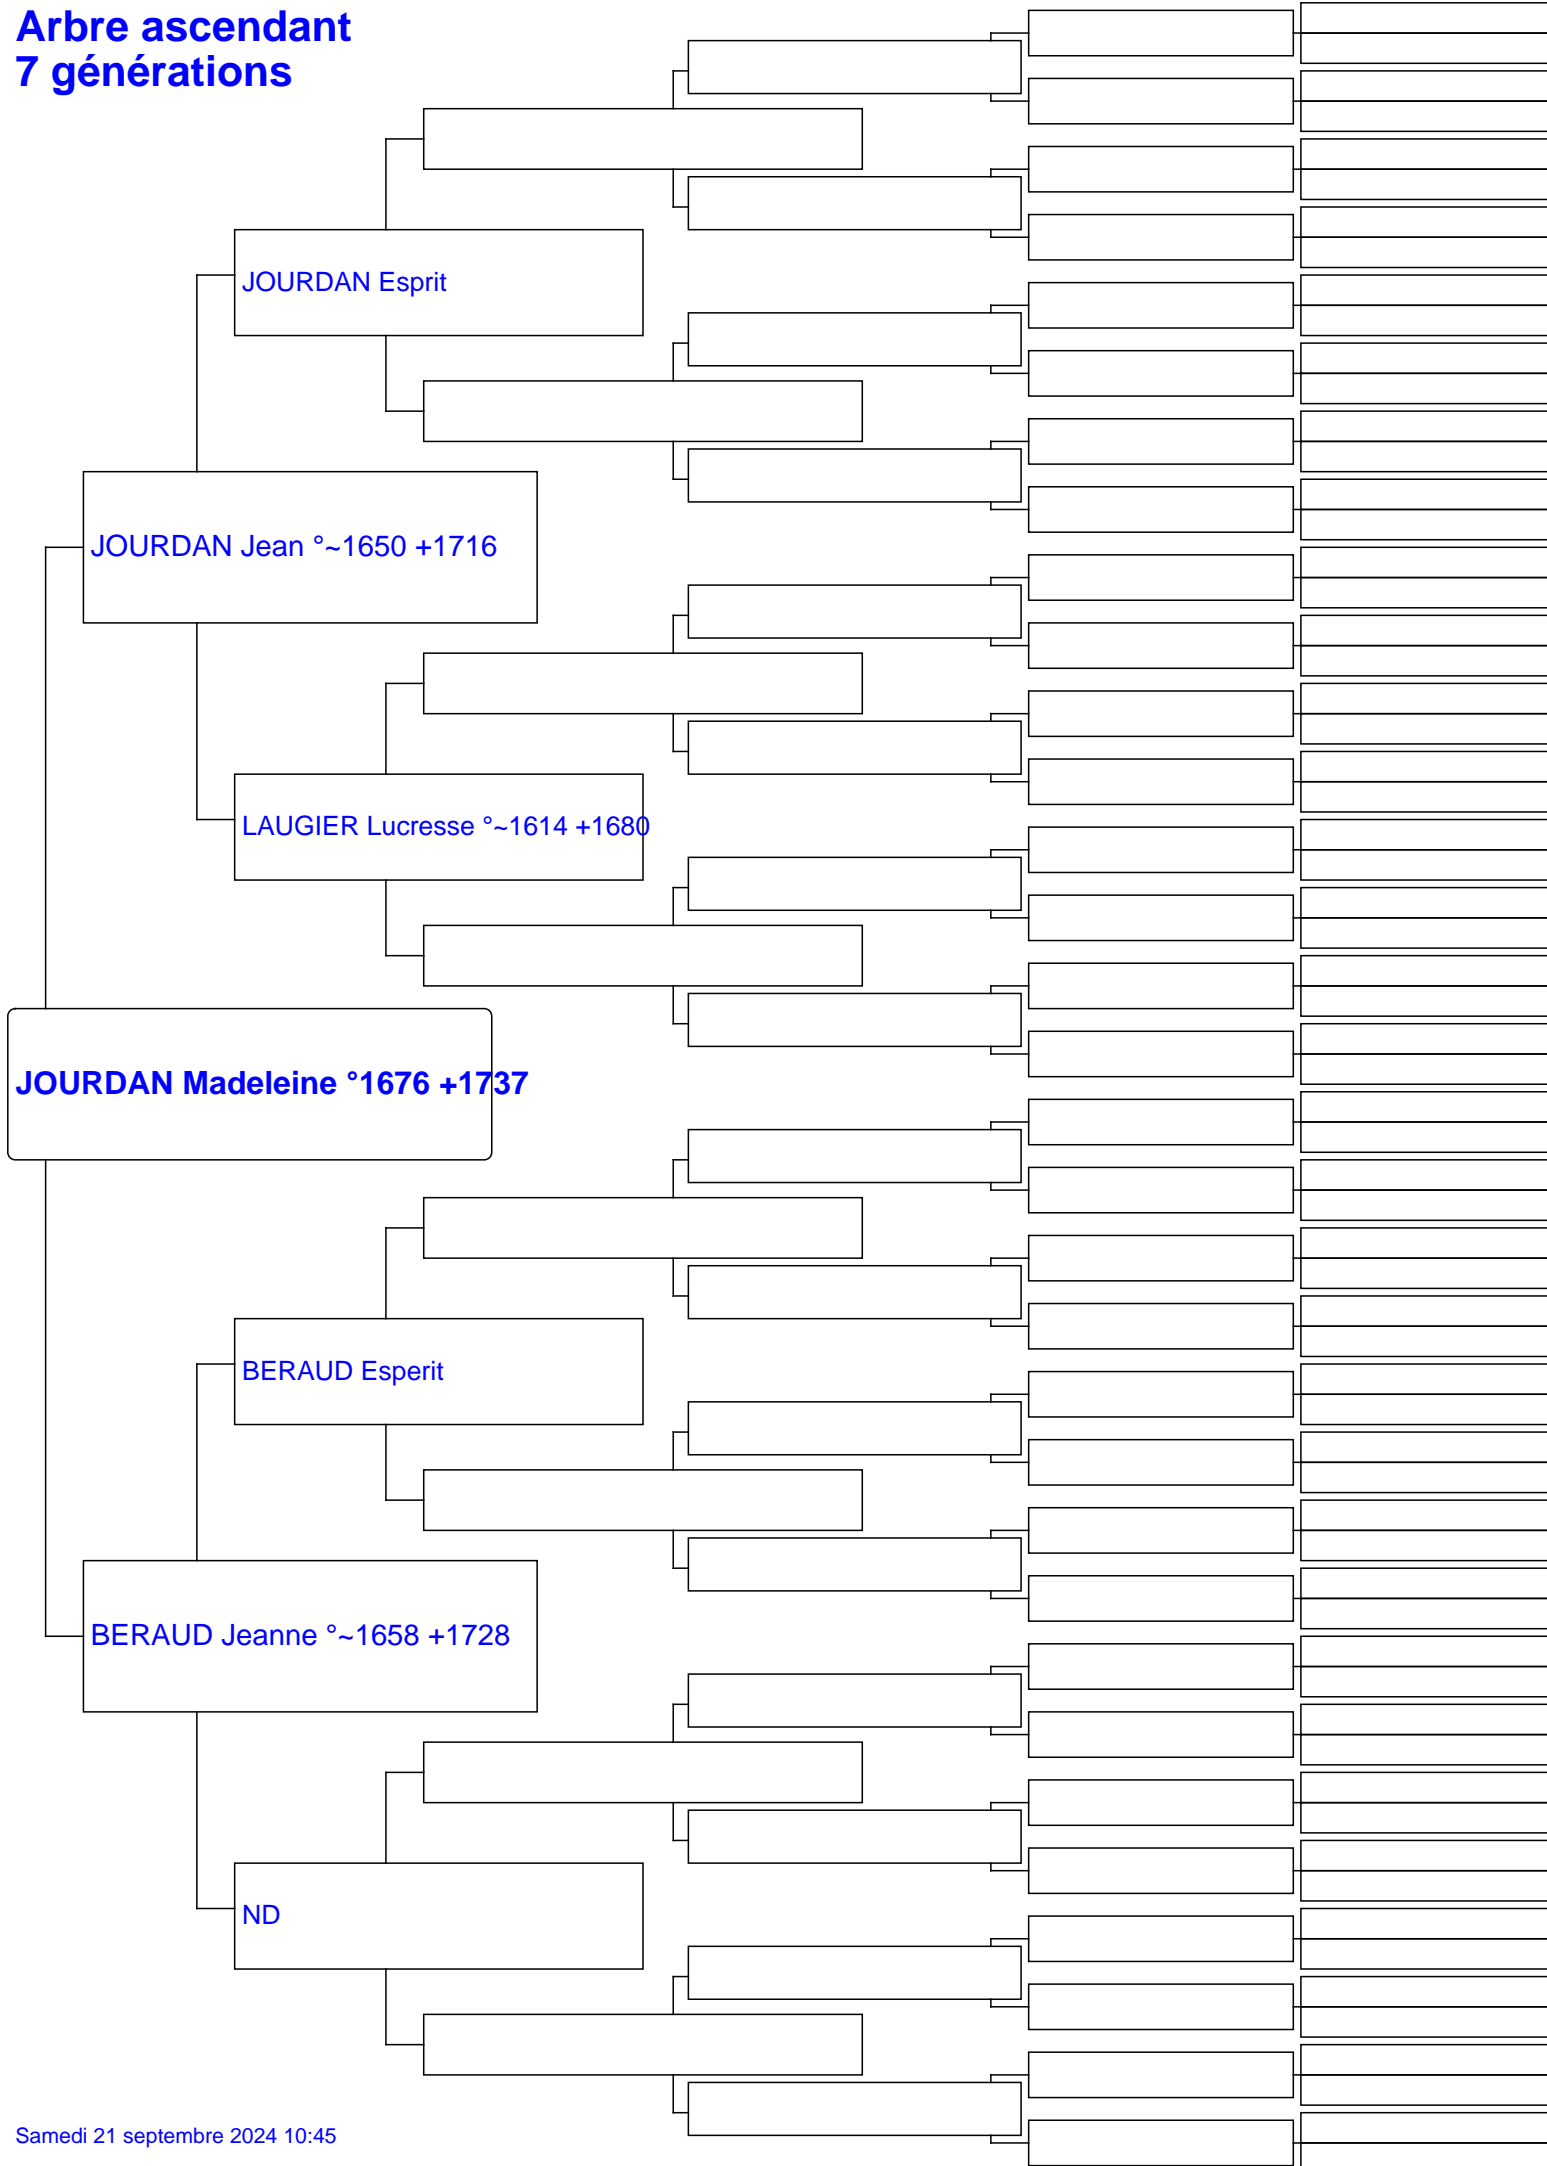 Arbre ascendant
7 générations
JOURDAN Esprit
JOURDAN Jean °~1650 +1716
LAUGIER Lucresse °~1614 +1680
JOURDAN Madeleine °1676 +1737
BERAUD Esperit
BERAUD Jeanne °~1658 +1728
ND
Samedi 21 septembre 2024 10:45